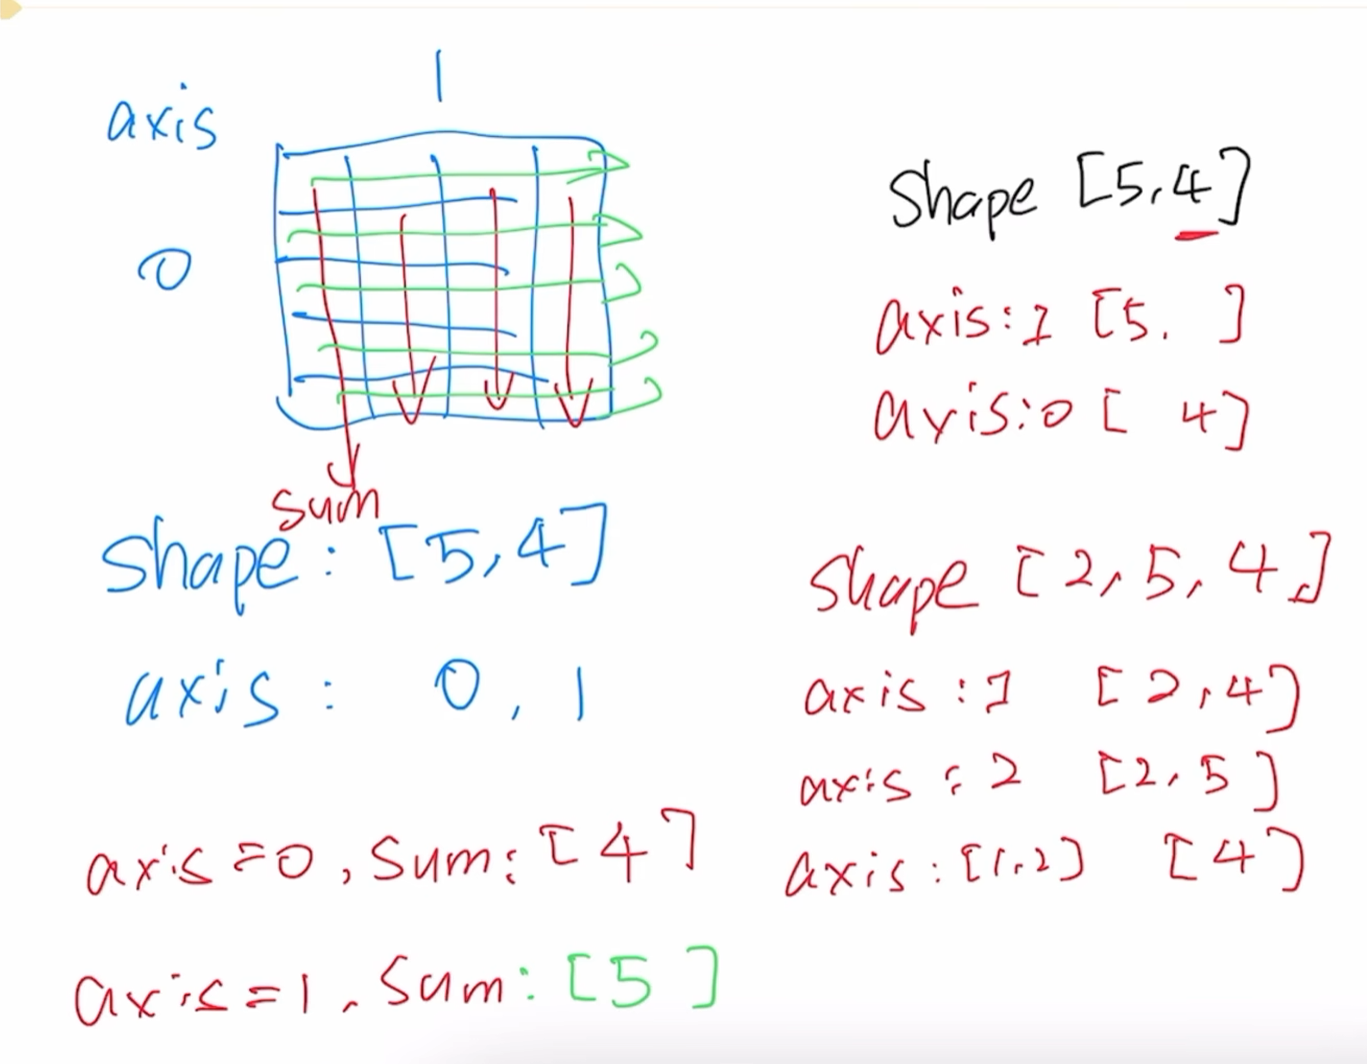 1
axis
0
sum
shape: [5,4]
axis: 0, 1
axis=0, sum: [4]
axis=1, sum: [5]
shape [5,4]
axis:1 [5, ]
axis:0 [ 4]
shape [2,5,4]
axis:1 [2,4]
axis:2 [2,5]
axis:[1,2] [4]